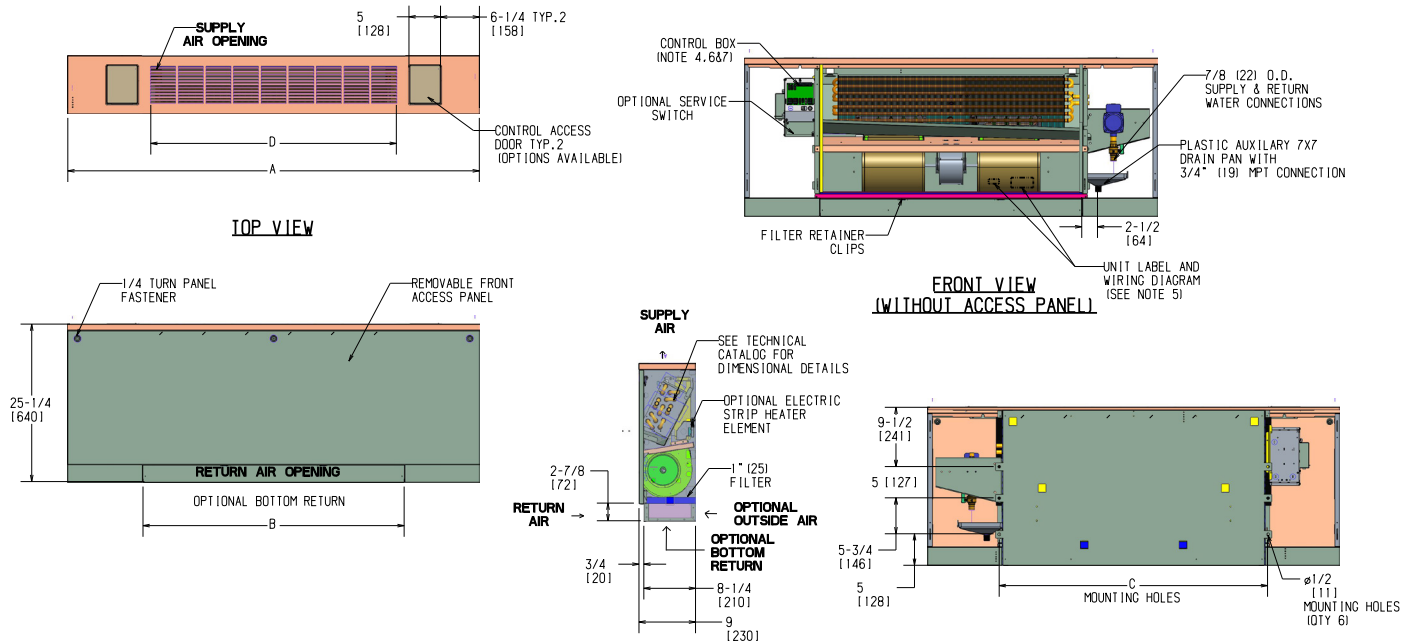 5
[128]
6-1/4 TYP.2
[158]
SUPPLY
AIR OPENING
CONTROL ACCESS
DOOR TYP.2
(OPTIONS AVAILABLE)
D
A
TOP VIEW
CONTROL BOX
(NOTE 4,6&7)
OPTIONAL SERVICE
SWITCH
7/8 (22) O.D.
SUPPLY & RETURN
WATER CONNECTIONS
PLASTIC AUXILARY 7X7
DRAIN PAN WITH
3/4" (19) MPT CONNECTION
2-1/2
[64]
FILTER RETAINER
CLIPS
UNIT LABEL AND
WIRING DIAGRAM
(SEE NOTE 5)
FRONT VIEW
(WITHOUT ACCESS PANEL)
1/4 TURN PANEL
FASTENER
REMOVABLE FRONT
ACCESS PANEL
25-1/4
[640]
RETURN AIR OPENING
OPTIONAL BOTTOM RETURN
B
SUPPLY
AIR
SEE TECHNICAL
CATALOG FOR
DIMENSIONAL DETAILS
OPTIONAL ELECTRIC
STRIP HEATER
ELEMENT
1" (25)
FILTER
2-7/8
[72]
RETURN
AIR
OPTIONAL
OUTSIDE AIR
OPTIONAL
BOTTOM
RETURN
3/4
[20]
8-1/4
[210]
9
[230]
9-1/2
[241]
5 [127]
5-3/4
[146]
5
[128]
C
MOUNTING HOLES
ø1/2
[11]
MOUNTING HOLES
(QTY 6)